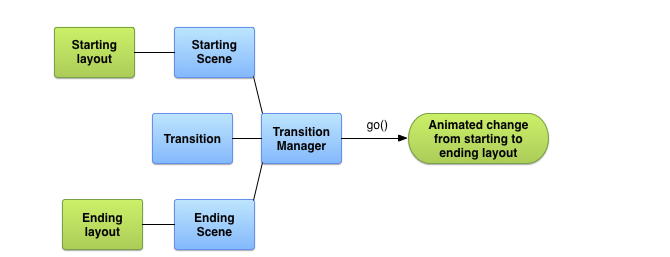 Starting
layout
Starting
Scene
Transition
Transition
Manager
go()
Animated change
from starting to
ending layout
Ending
layout
Ending
Scene